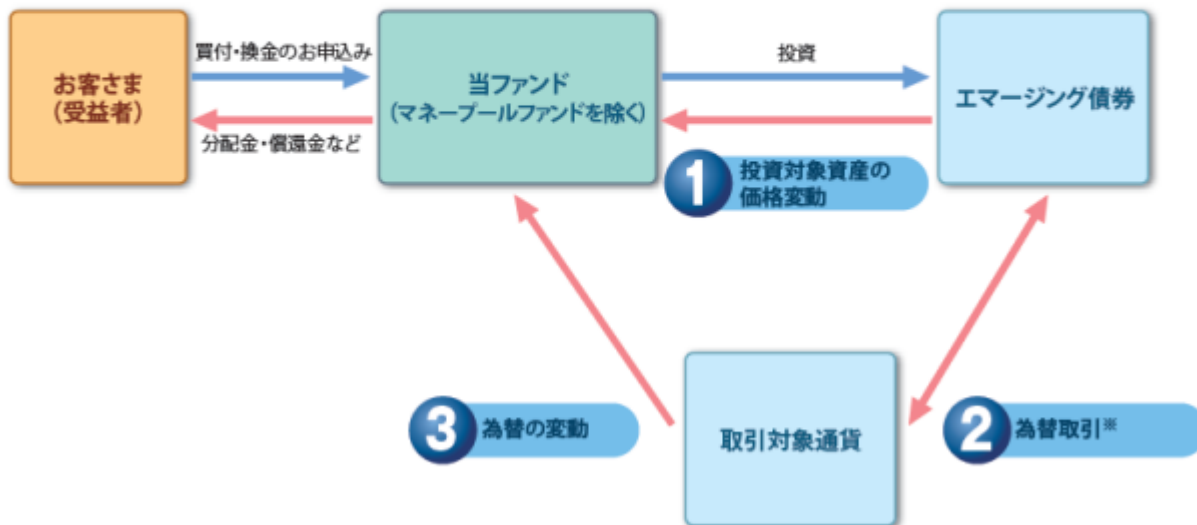 買付・換金のお申込み
投資
お客さま
(受益者)
当ファンド
(マネープールファンドを除く)
エマージング債券
分配金・償還金など
1 投資対象資産の
価格変動
3 為替の変動
取引対象通貨
2 為替取引※